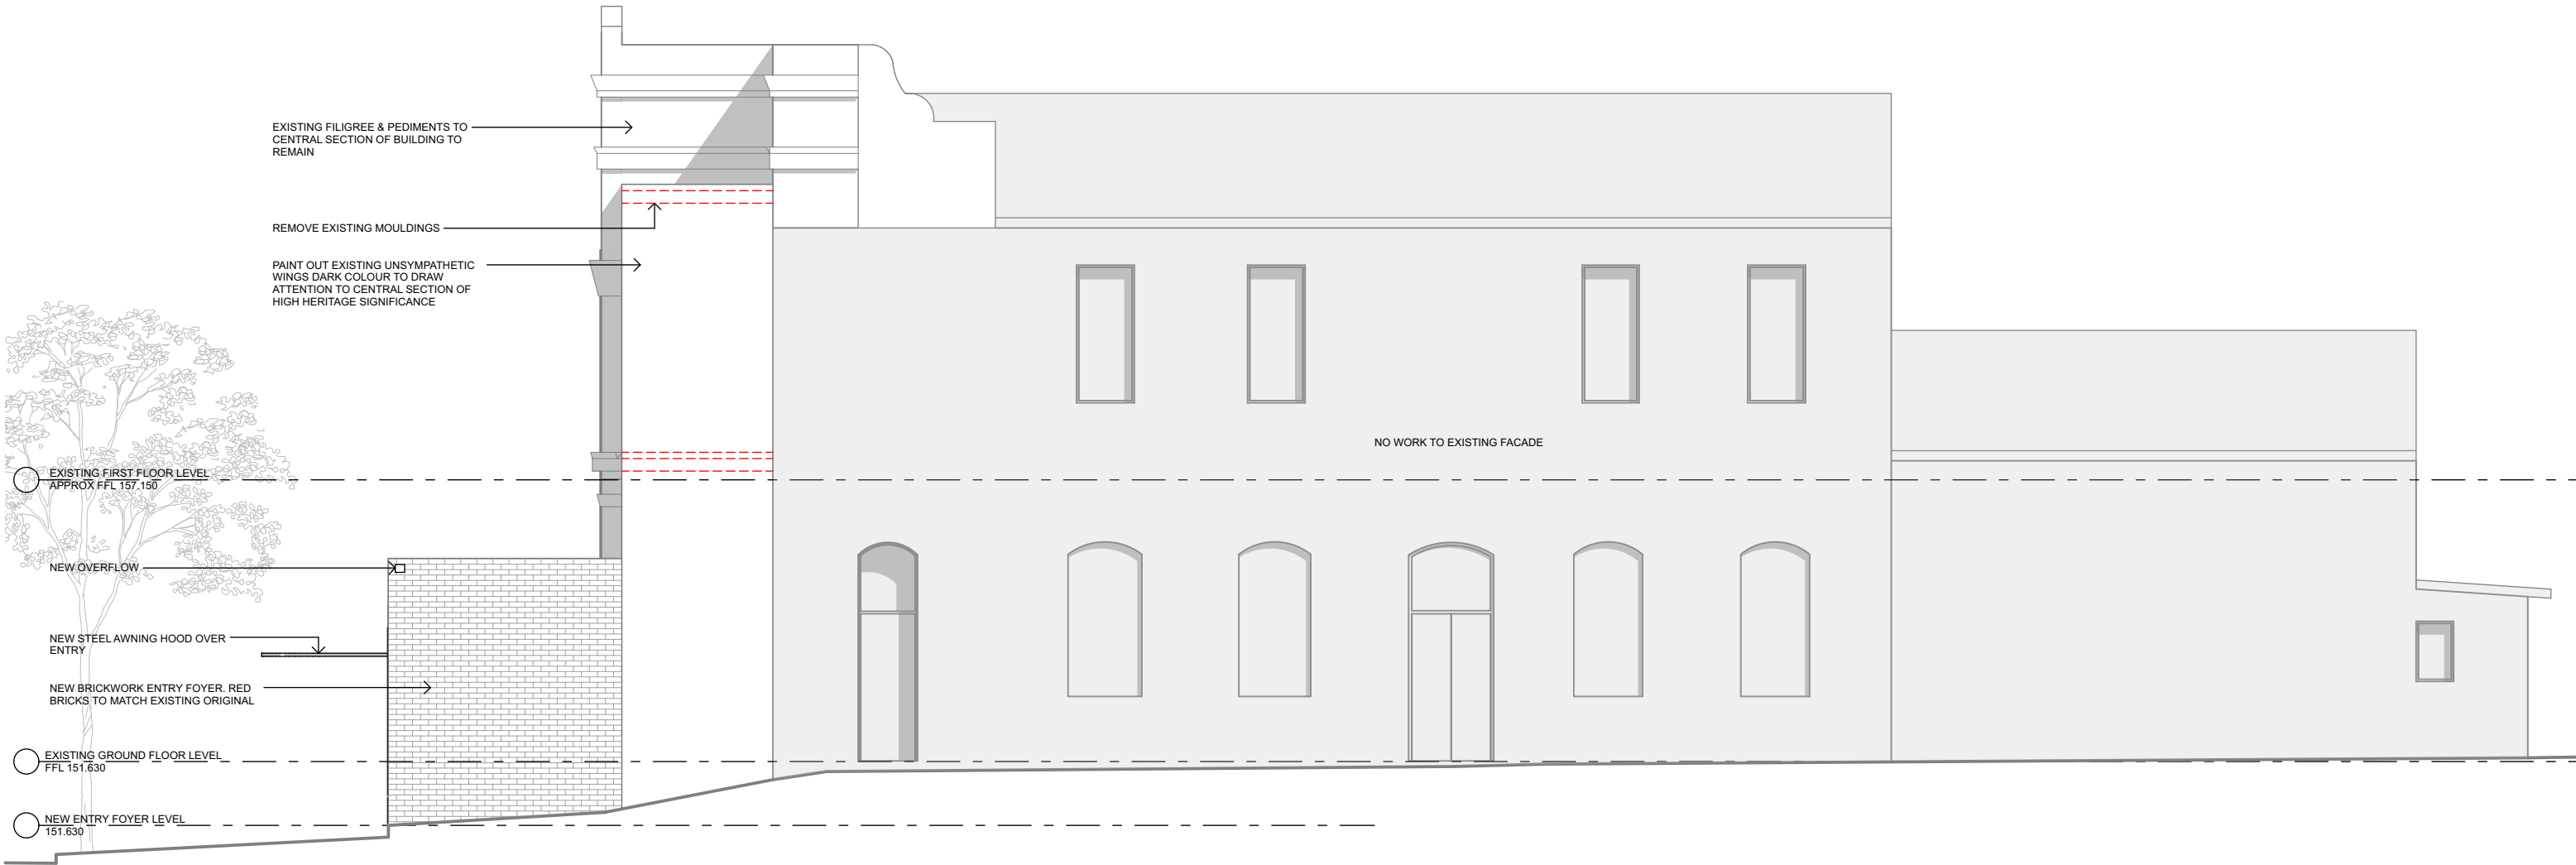 EXISTING FILIGREE & PEDIMENTS TO
CENTRAL SECTION OF BUILDING TO
REMAIN
REMOVE EXISTING MOULDINGS
PAINT OUT EXISTING UNSYMPATHETIC
WINGS DARK COLOUR TO DRAW
ATTENTION TO CENTRAL SECTION OF
HIGH HERITAGE SIGNIFICANCE
NO WORK TO EXISTING FACADE
EXISTING FIRST FLOOR LEVEL
APPROX FFL 157.150
NEW OVERFLOW
NEW STEEL AWNING HOOD OVER
ENTRY
NEW BRICKWORK ENTRY FOYER. RED
BRICKS TO MATCH EXISTING ORIGINAL
EXISTING GROUND FLOOR LEVEL
FFL 151.630
NEW ENTRY FOYER LEVEL
151.630